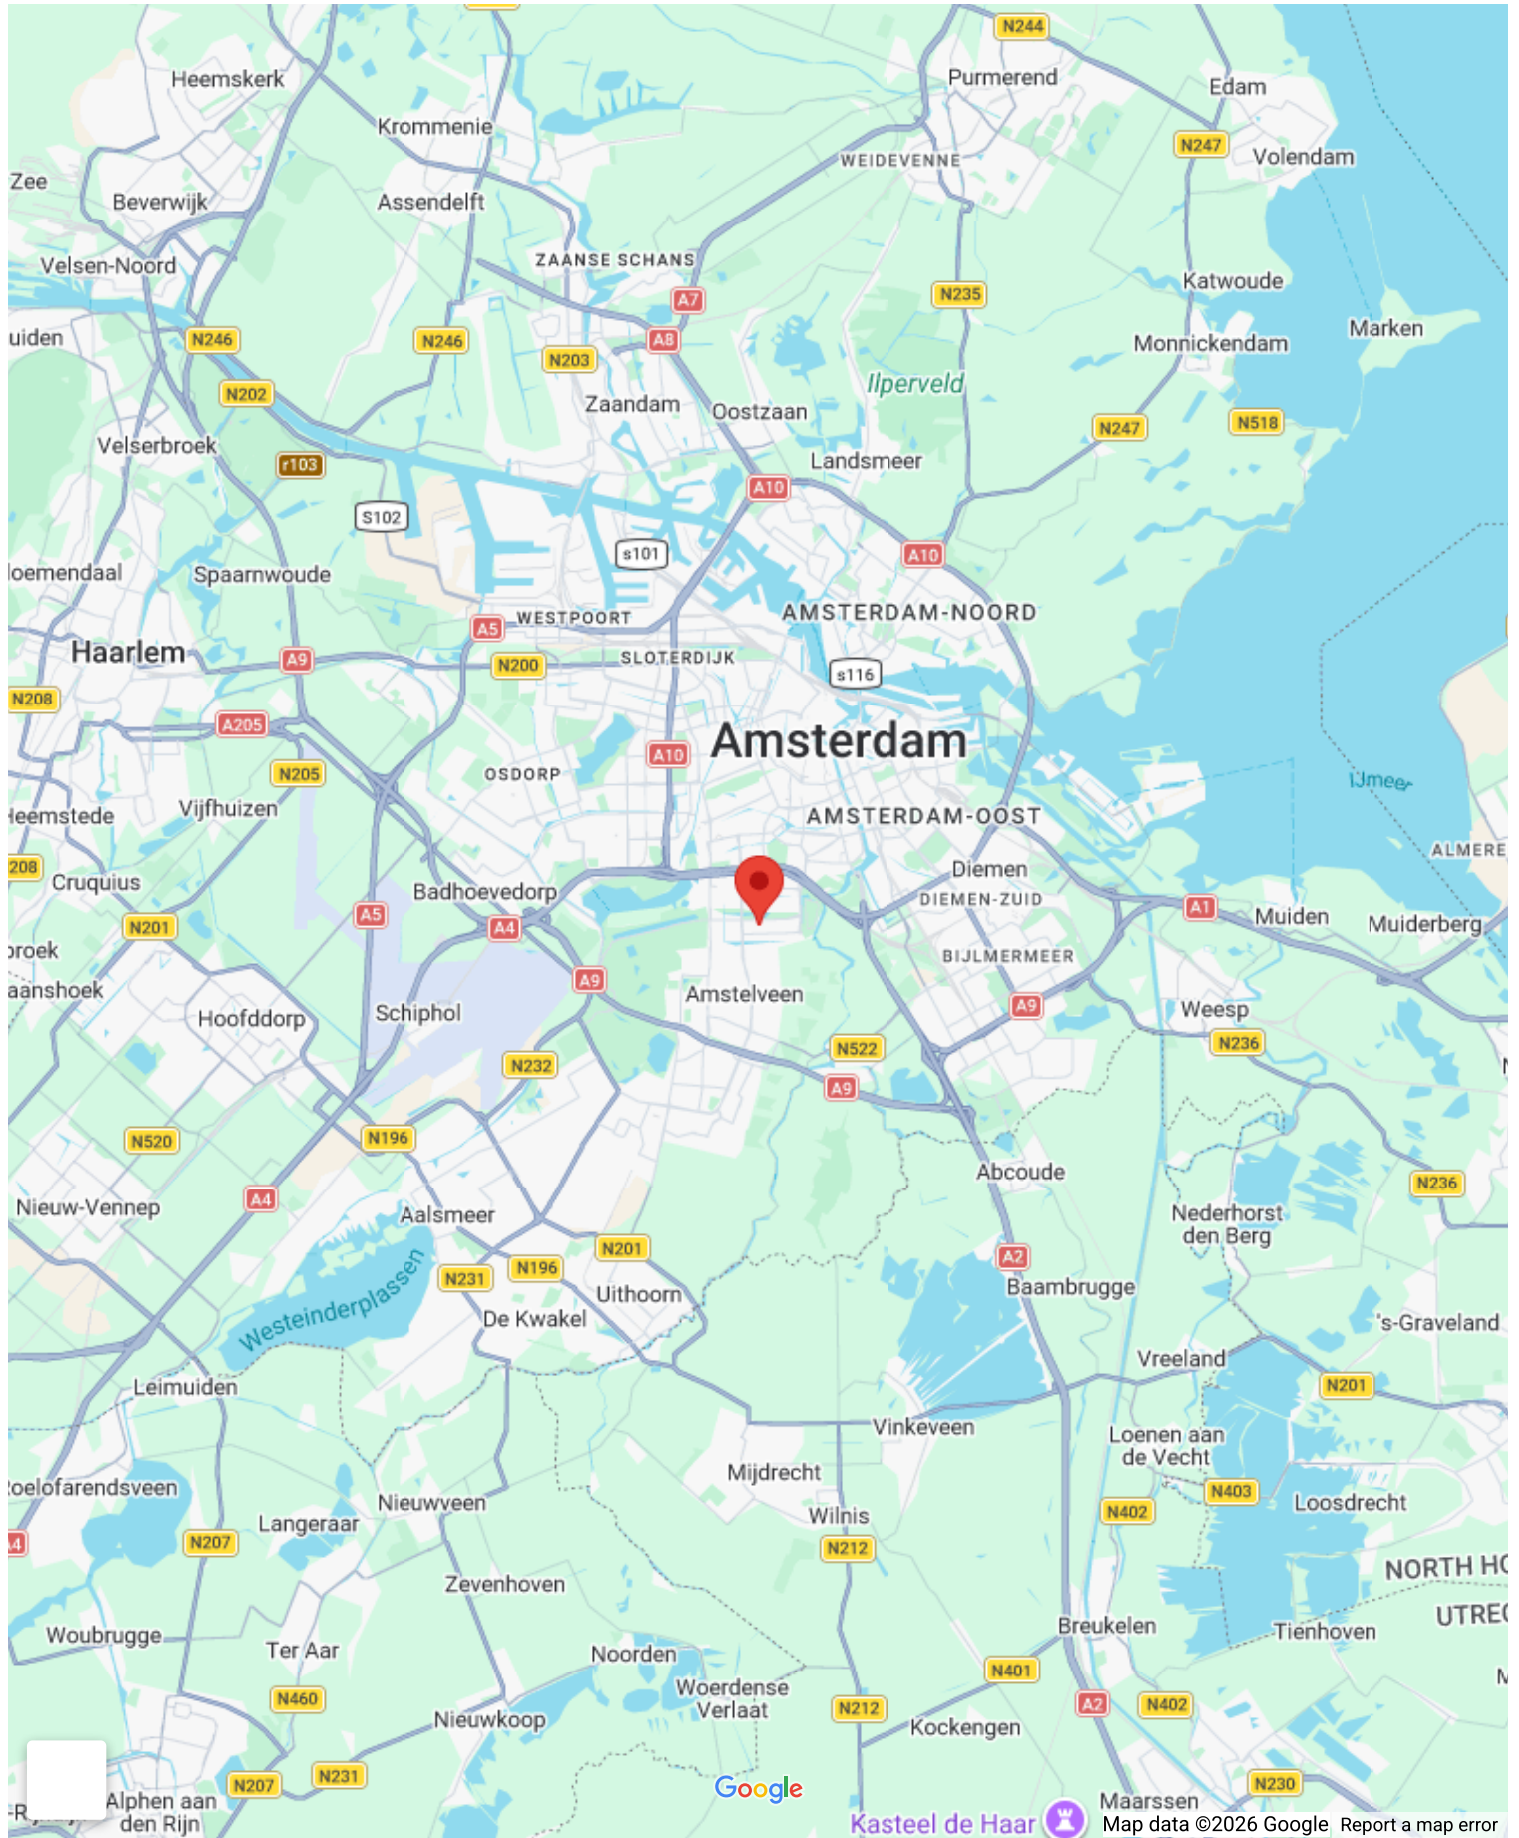 N244
Heemskerk
Purmerend
Edam
Krommenie
N247
WEIDEVENNE
Volendam
Zee
Beverwijk
Assendelft
ZAANSE SCHANS
Velsen-Noord
Katwoude
N235
A7
uiden
N246
N246
A8
Marken
Monnickendam
N203
Ilperveld
N202
Zaandam
Oostzaan
N518
N247
Velserbroek
r103
Landsmeer
A10
S102
s101
A10
loemendaal
Spaarnwoude
AMSTERDAM-NOORD
WESTPOORT
A5
Haarlem
A9
N200
SLOTERDIJK
s116
N208
A205
Amsterdam
A10
N205
OSDORP
IJmeer
Vijfhuizen
Heemstede
AMSTERDAM-OOST
ALMERE
208
Cruquius
Diemen
Badhoevedorp
DIEMEN-ZUID
A5
A1
Muiden
N201
A4
Muiderberg
broek
BIJLMERMEER
A9
aanshoek
Amstelveen
A9
Hoofddorp
Schiphol
Weesp
N522
N236
N232
A9
N520
N196
Abcoude
N236
A4
Nieuw-Vennep
Aalsmeer
Nederhorst
den Berg
N201
A2
N231
N196
Baambrugge
Westeinderplassen
Uithoorn
De Kwakel
's-Graveland
Vreeland
Leimuiden
N201
Vinkeveen
Loenen aan
de Vecht
Mijdrecht
Roelofarendsveen
N403
Nieuwveen
Loosdrecht
N402
Langeraar
Wilnis
A4
N207
N212
NORTH HO
Zevenhoven
UTREC
Breukelen
Woubrugge
Tienhoven
Ter Aar
Noorden
N401
Woerdense
Verlaat
N460
A2
N402
N212
Nieuwkoop
Kockengen
N231
N207
Google
N230
Alphen aan
den Rijn
Maarssen
Kasteel de Haar
Map data ©2026 Google
Report a map error